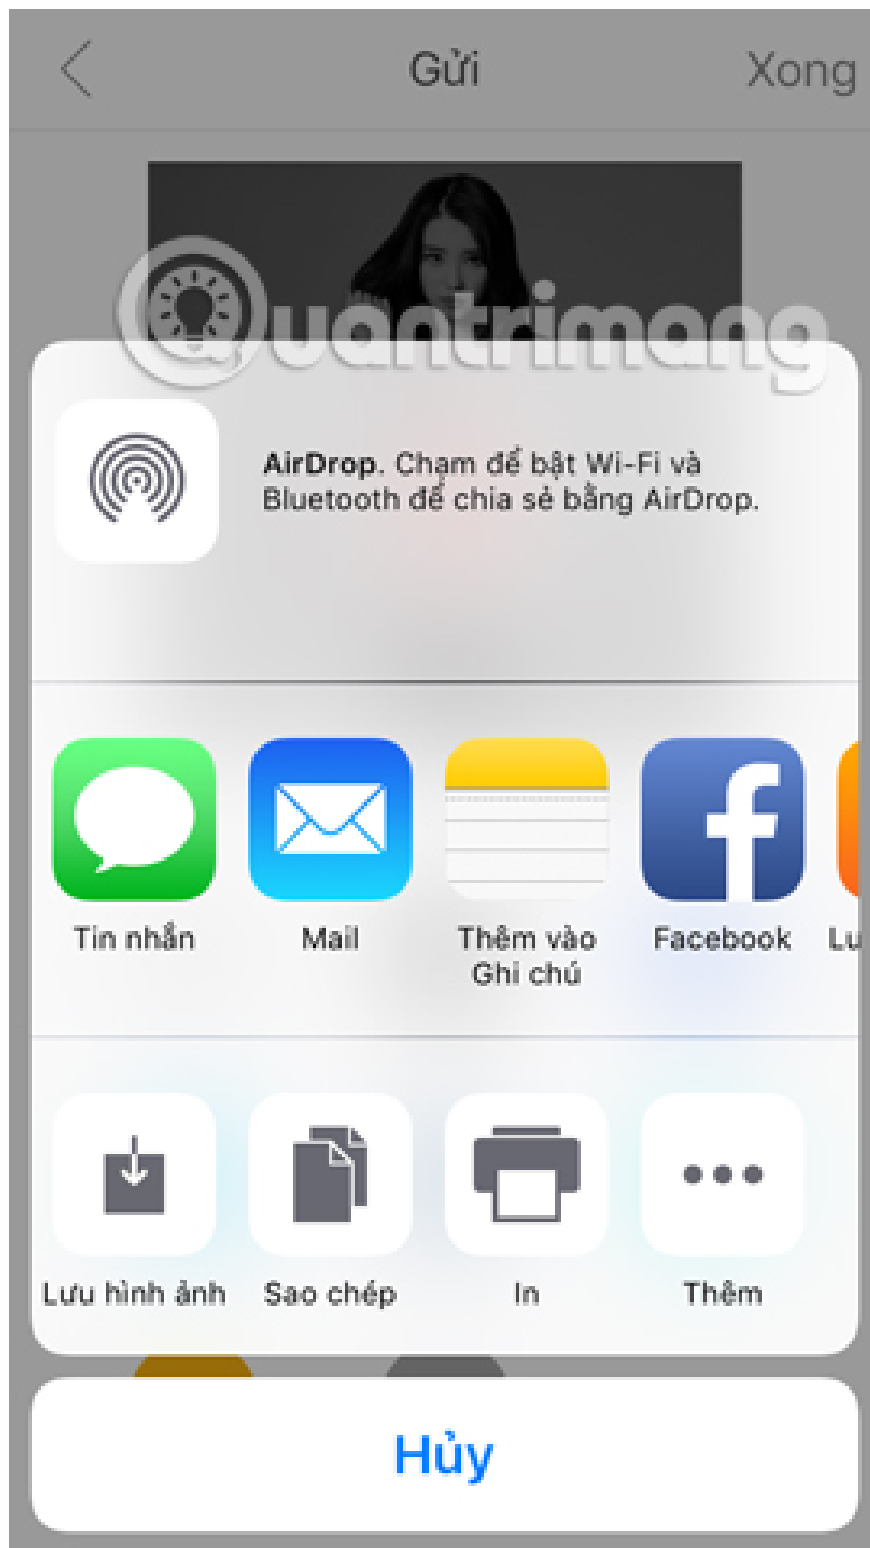 Gửi
Xong
Quantrimang
AirDrop. Chạm để bật Wi-Fi và
Bluetooth để chia sẻ bằng AirDrop.
Tin nhắn
Mail
Thêm vào
Ghi chú
Facebook
Lư
Lưu hình ảnh
Sao chép
In
Thêm
Hủy